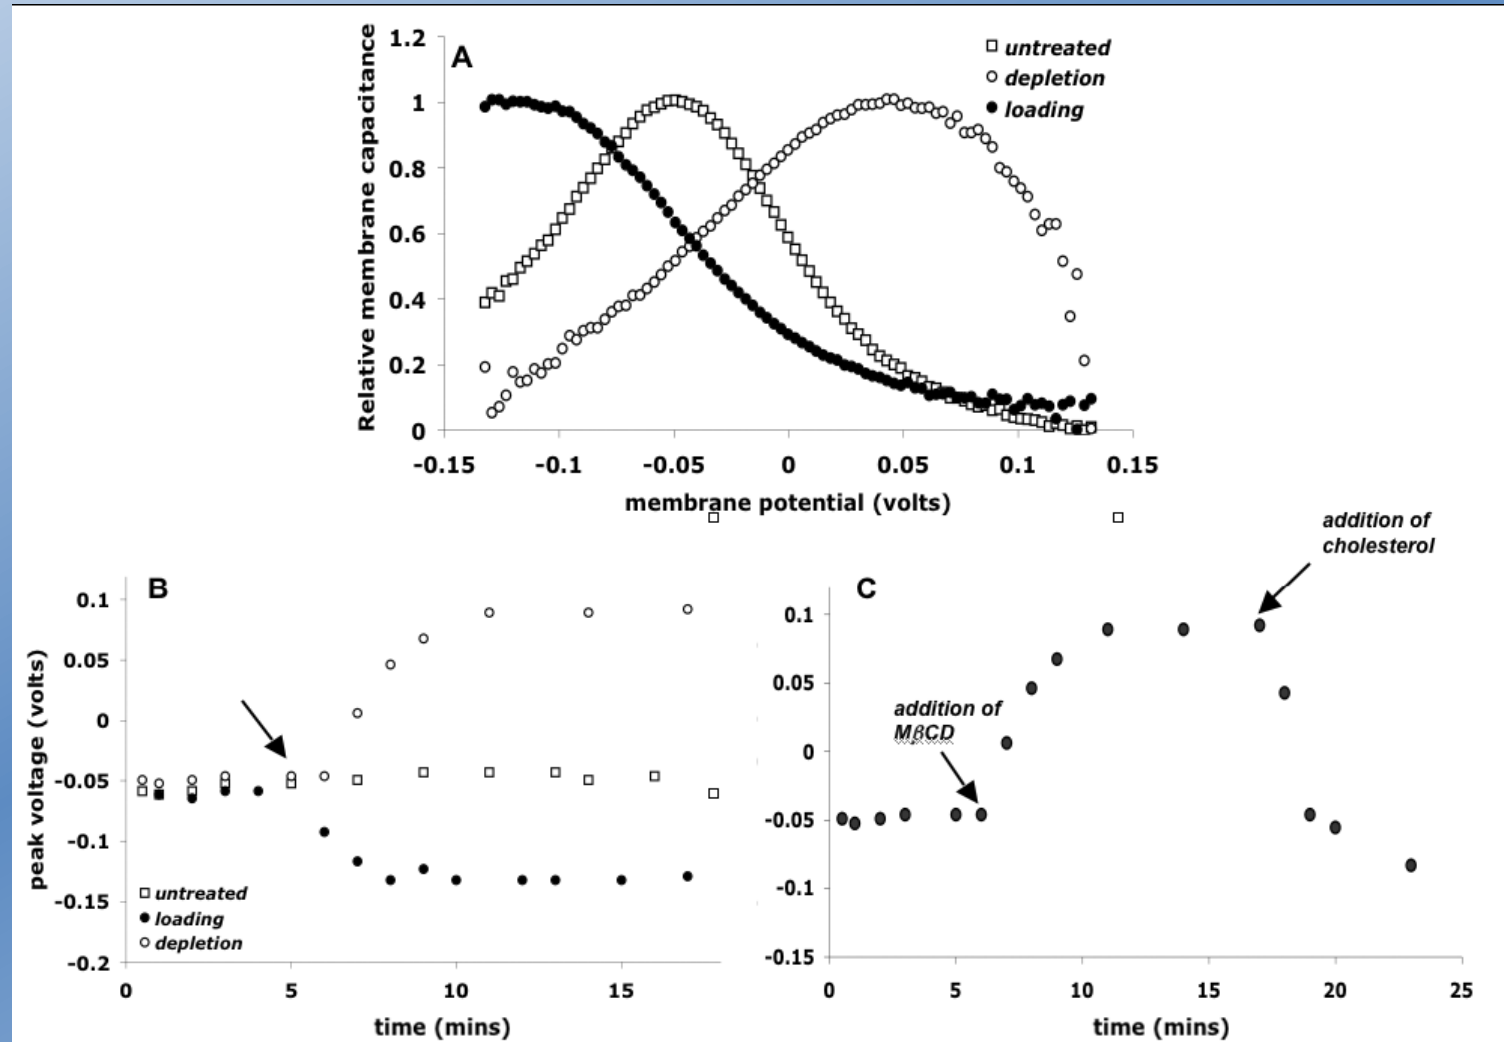 A
Relative membrane capacitance
1.2
1
0.8
0.6
0.4
0.2
0
untreated
depletion
loading
-0.15 -0.1 -0.05 0 0.05 0.1 0.15
membrane potential (volts)
B
peak voltage (volts)
0.1
0.05
0
-0.05
-0.1
-0.15
-0.2
untreated
loading
depletion
0 5 10 15
time (mins)
C
addition of
cholesterol
addition of
MβCD
0.1
0.05
0
-0.05
-0.1
-0.15
0 5 10 15 20 25
time (mins)